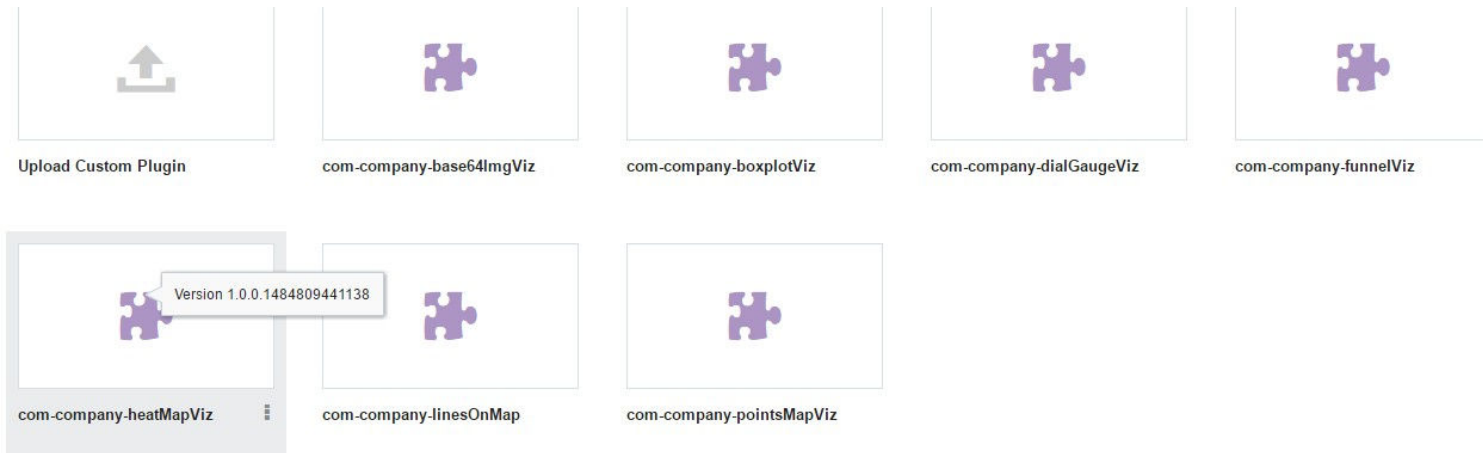 Upload Custom Plugin
com-company-base64ImgViz
com-company-boxplotViz
com-company-dialGaugeViz
com-company-funnelViz
Version 1.0.0.1484809441138
com-company-heatMapViz
com-company-linesOnMap
com-company-pointsMapViz